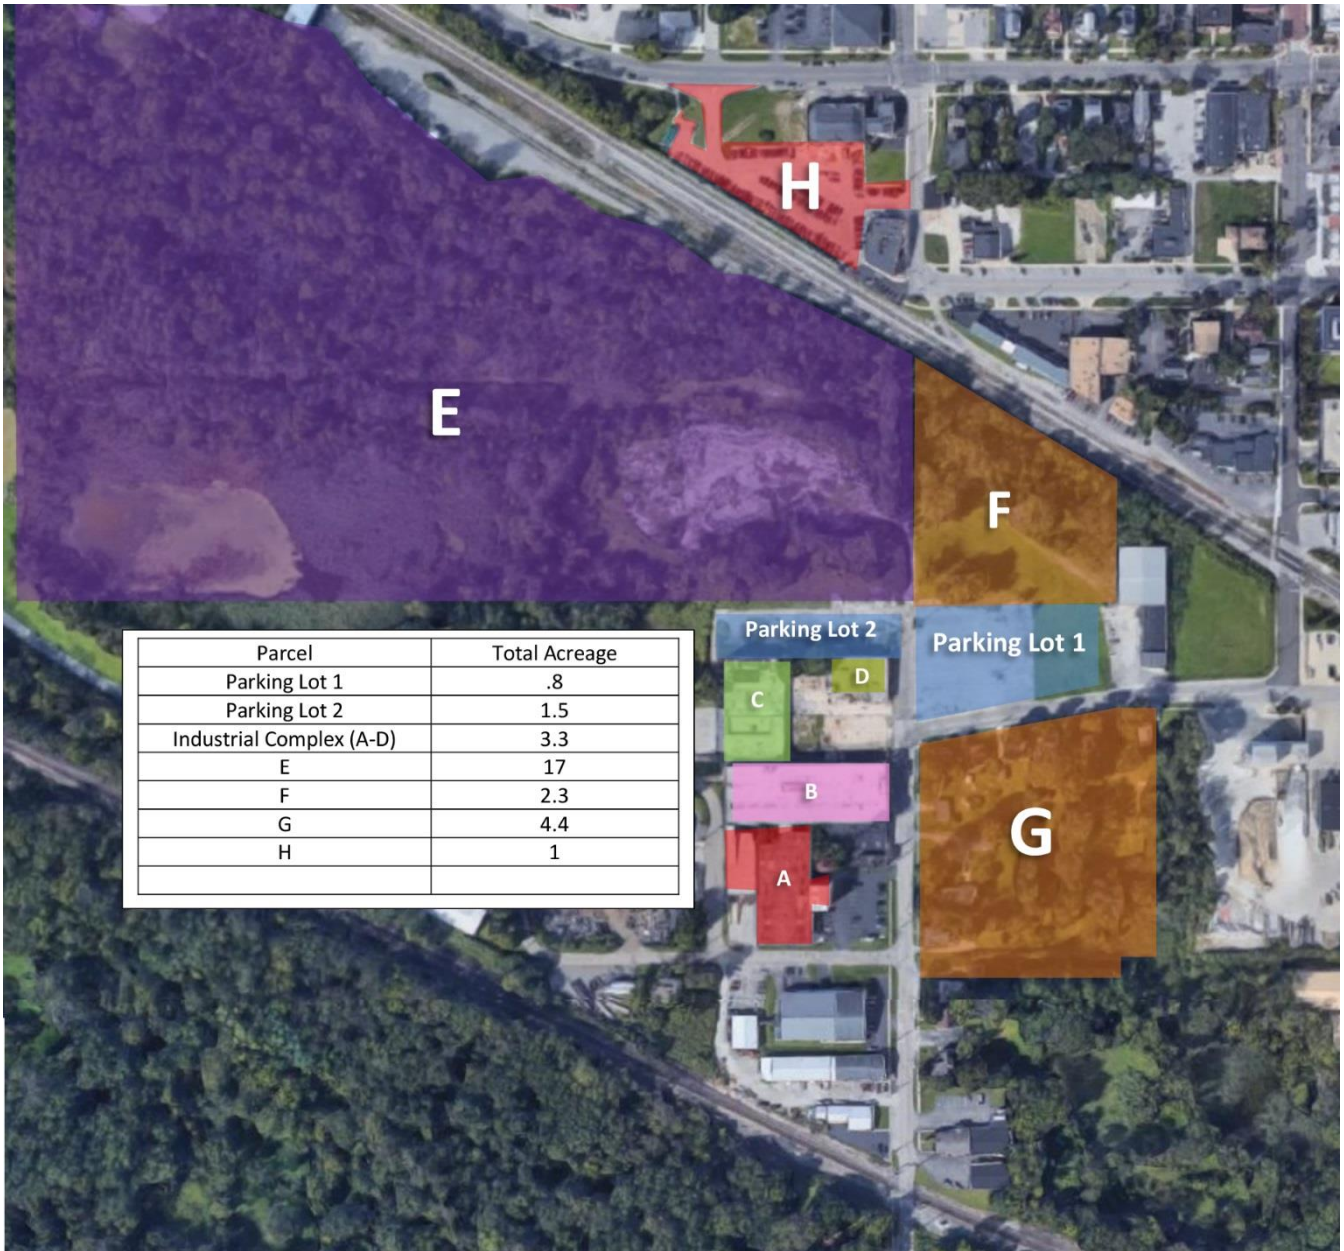 H
E
F
Parking Lot 2
Parking Lot 1
D
C
B
A
G
Parcel Total Acreage
Parking Lot 1 .8
Parking Lot 2 1.5
Industrial Complex (A-D) 3.3
E 17
F 2.3
G 4.4
H 1